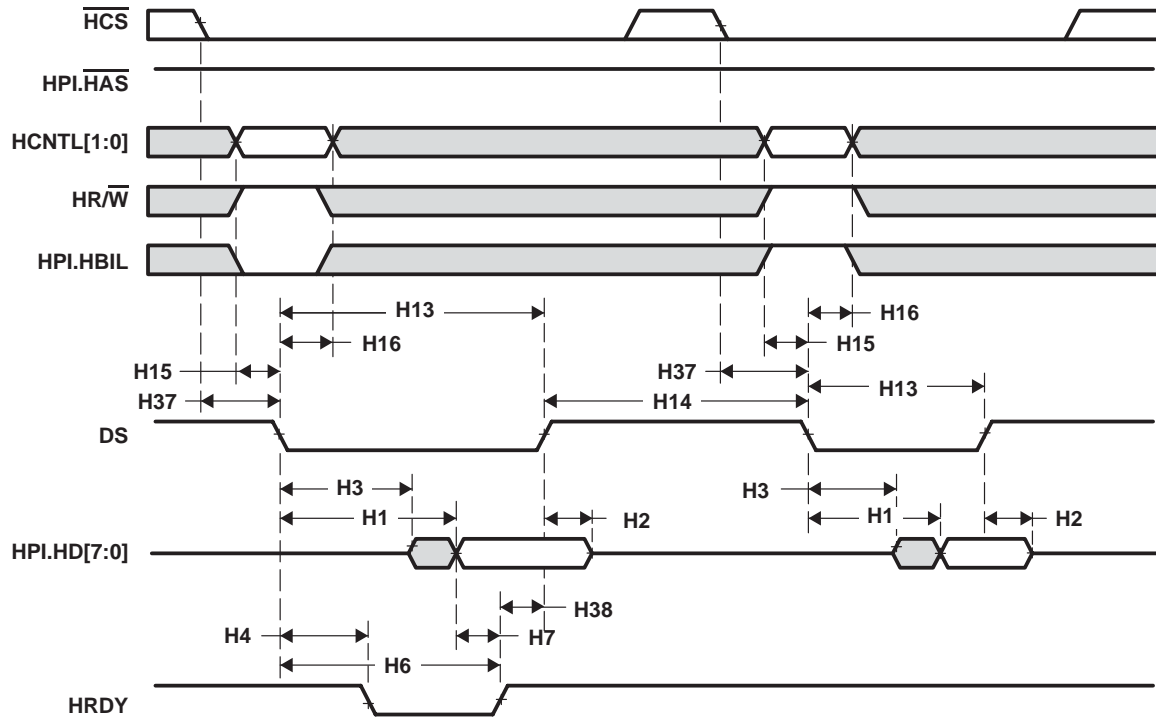 HCS
HPI.HAS
HCNTL[1:0]
HR/W
HPI.HBIL
H13
H16
H16
H15
H15
H37
H13
H37
H14
DS
H3
H3
H1
H2
H1
H2
HPI.HD[7:0]
H38
H4
H7
H6
HRDY